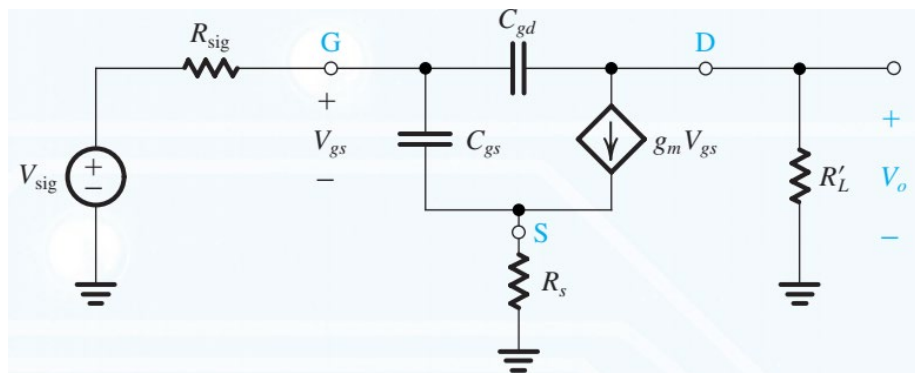 C_gd
R_sig
G
D
+
V_gs
−
C_gs
g_m V_gs
+
−
V_sig
R'_L
+
V_o
−
S
R_s